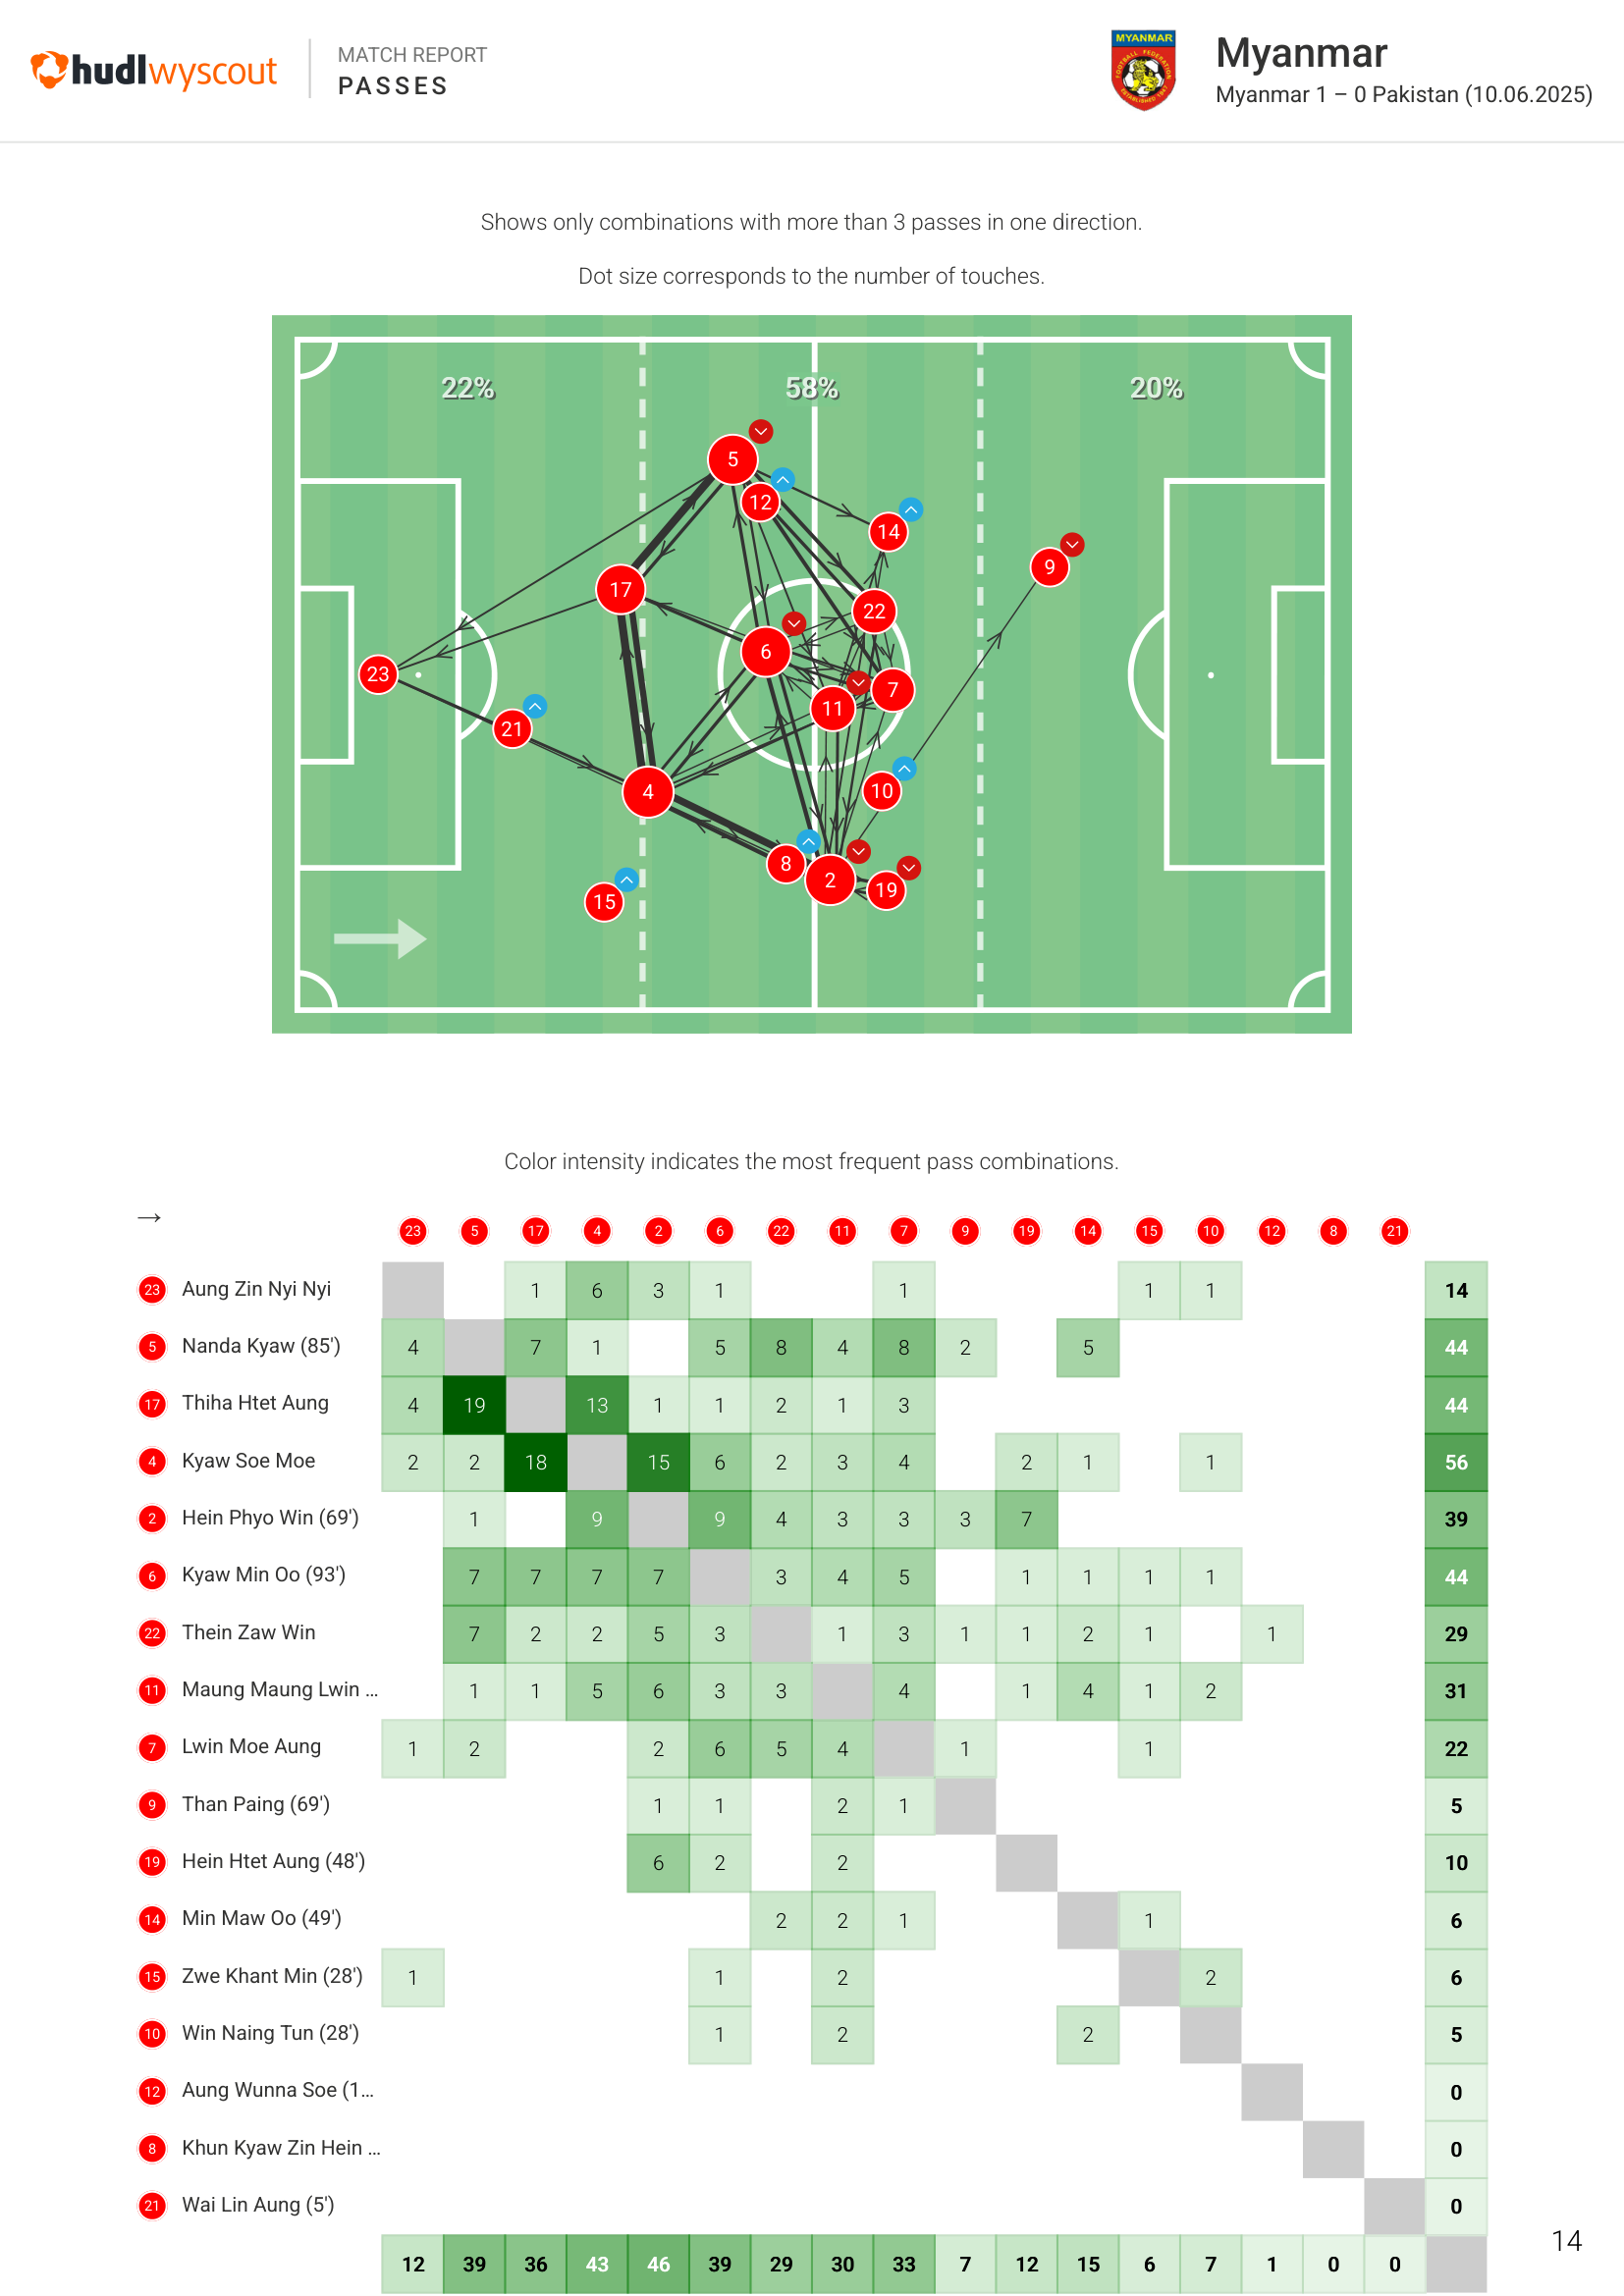 hudl wyscout
MATCH REPORT
PASSES
MYANMAR
Myanmar
Myanmar 1 – 0 Pakistan (10.06.2025)
Shows only combinations with more than 3 passes in one direction.
Dot size corresponds to the number of touches.
22% 58% 20%
5
12
14
9
17
22
6
23
7
11
21
4
10
8
2
19
15
Color intensity indicates the most frequent pass combinations.
→
23 5 17 4 2 6 22 11 7 9 19 14 15 10 12 8 21
23 Aung Zin Nyi Nyi 1 6 3 1 1 1 1 14
5 Nanda Kyaw (85') 4 7 1 5 8 4 8 2 5 44
17 Thiha Htet Aung 4 19 13 1 1 2 1 3 44
4 Kyaw Soe Moe 2 2 18 15 6 2 3 4 2 1 1 56
2 Hein Phyo Win (69') 1 9 9 4 3 3 3 7 39
6 Kyaw Min Oo (93') 7 7 7 7 3 4 5 1 1 1 1 44
22 Thein Zaw Win 7 2 2 5 3 1 3 1 1 2 1 1 29
11 Maung Maung Lwin ... 1 1 5 6 3 3 4 1 4 1 2 31
7 Lwin Moe Aung 1 2 2 6 5 4 1 1 22
9 Than Paing (69') 1 1 2 1 5
19 Hein Htet Aung (48') 6 2 2 10
14 Min Maw Oo (49') 2 2 1 1 6
15 Zwe Khant Min (28') 1 1 2 2 6
10 Win Naing Tun (28') 1 2 2 5
12 Aung Wunna Soe (1... 0
8 Khun Kyaw Zin Hein ... 0
21 Wai Lin Aung (5') 0
12 39 36 43 46 39 29 30 33 7 12 15 6 7 1 0 0
14